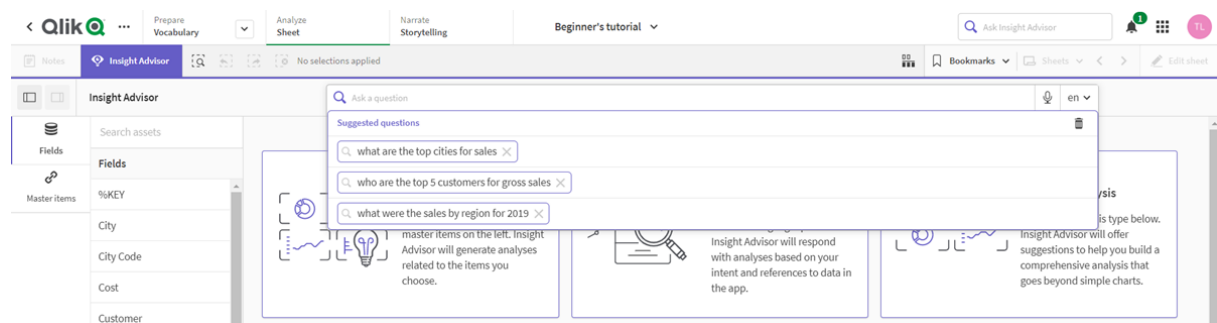 Qlik
Prepare
Vocabulary
Analyze
Sheet
Narrate
Storytelling
Beginner's tutorial
Ask Insight Advisor
1
TL
Notes
Insight Advisor
No selections applied
Bookmarks
Sheets
Edit sheet
Insight Advisor
Ask a question
en
Fields
Master items
Search assets
Fields
%KEY
City
City Code
Cost
Customer
Suggested questions
what are the top cities for sales
who are the top 5 customers for gross sales
what were the sales by region for 2019
master items on the left. Insight
Advisor will generate analyses
related to the items you
choose.
Insight Advisor will respond
with analyses based on your
intent and references to data in
the app.
is type below.
Insight Advisor will offer
suggestions to help you build a
comprehensive analysis that
goes beyond simple charts.